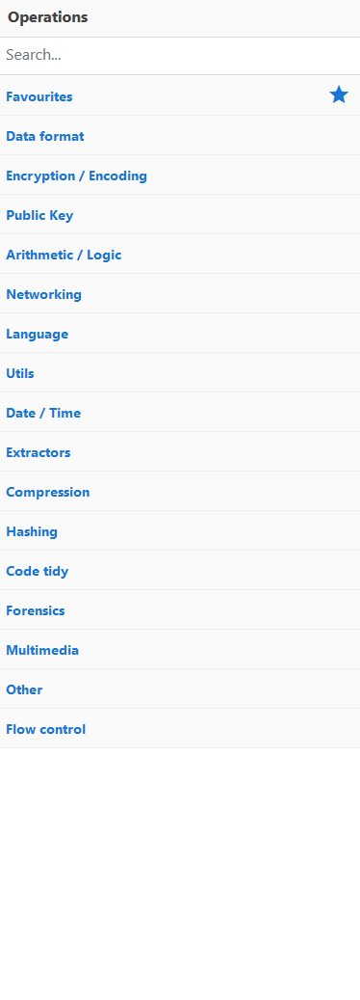 Operations
Search...
Favourites
Data format
Encryption / Encoding
Public Key
Arithmetic / Logic
Networking
Language
Utils
Date / Time
Extractors
Compression
Hashing
Code tidy
Forensics
Multimedia
Other
Flow control